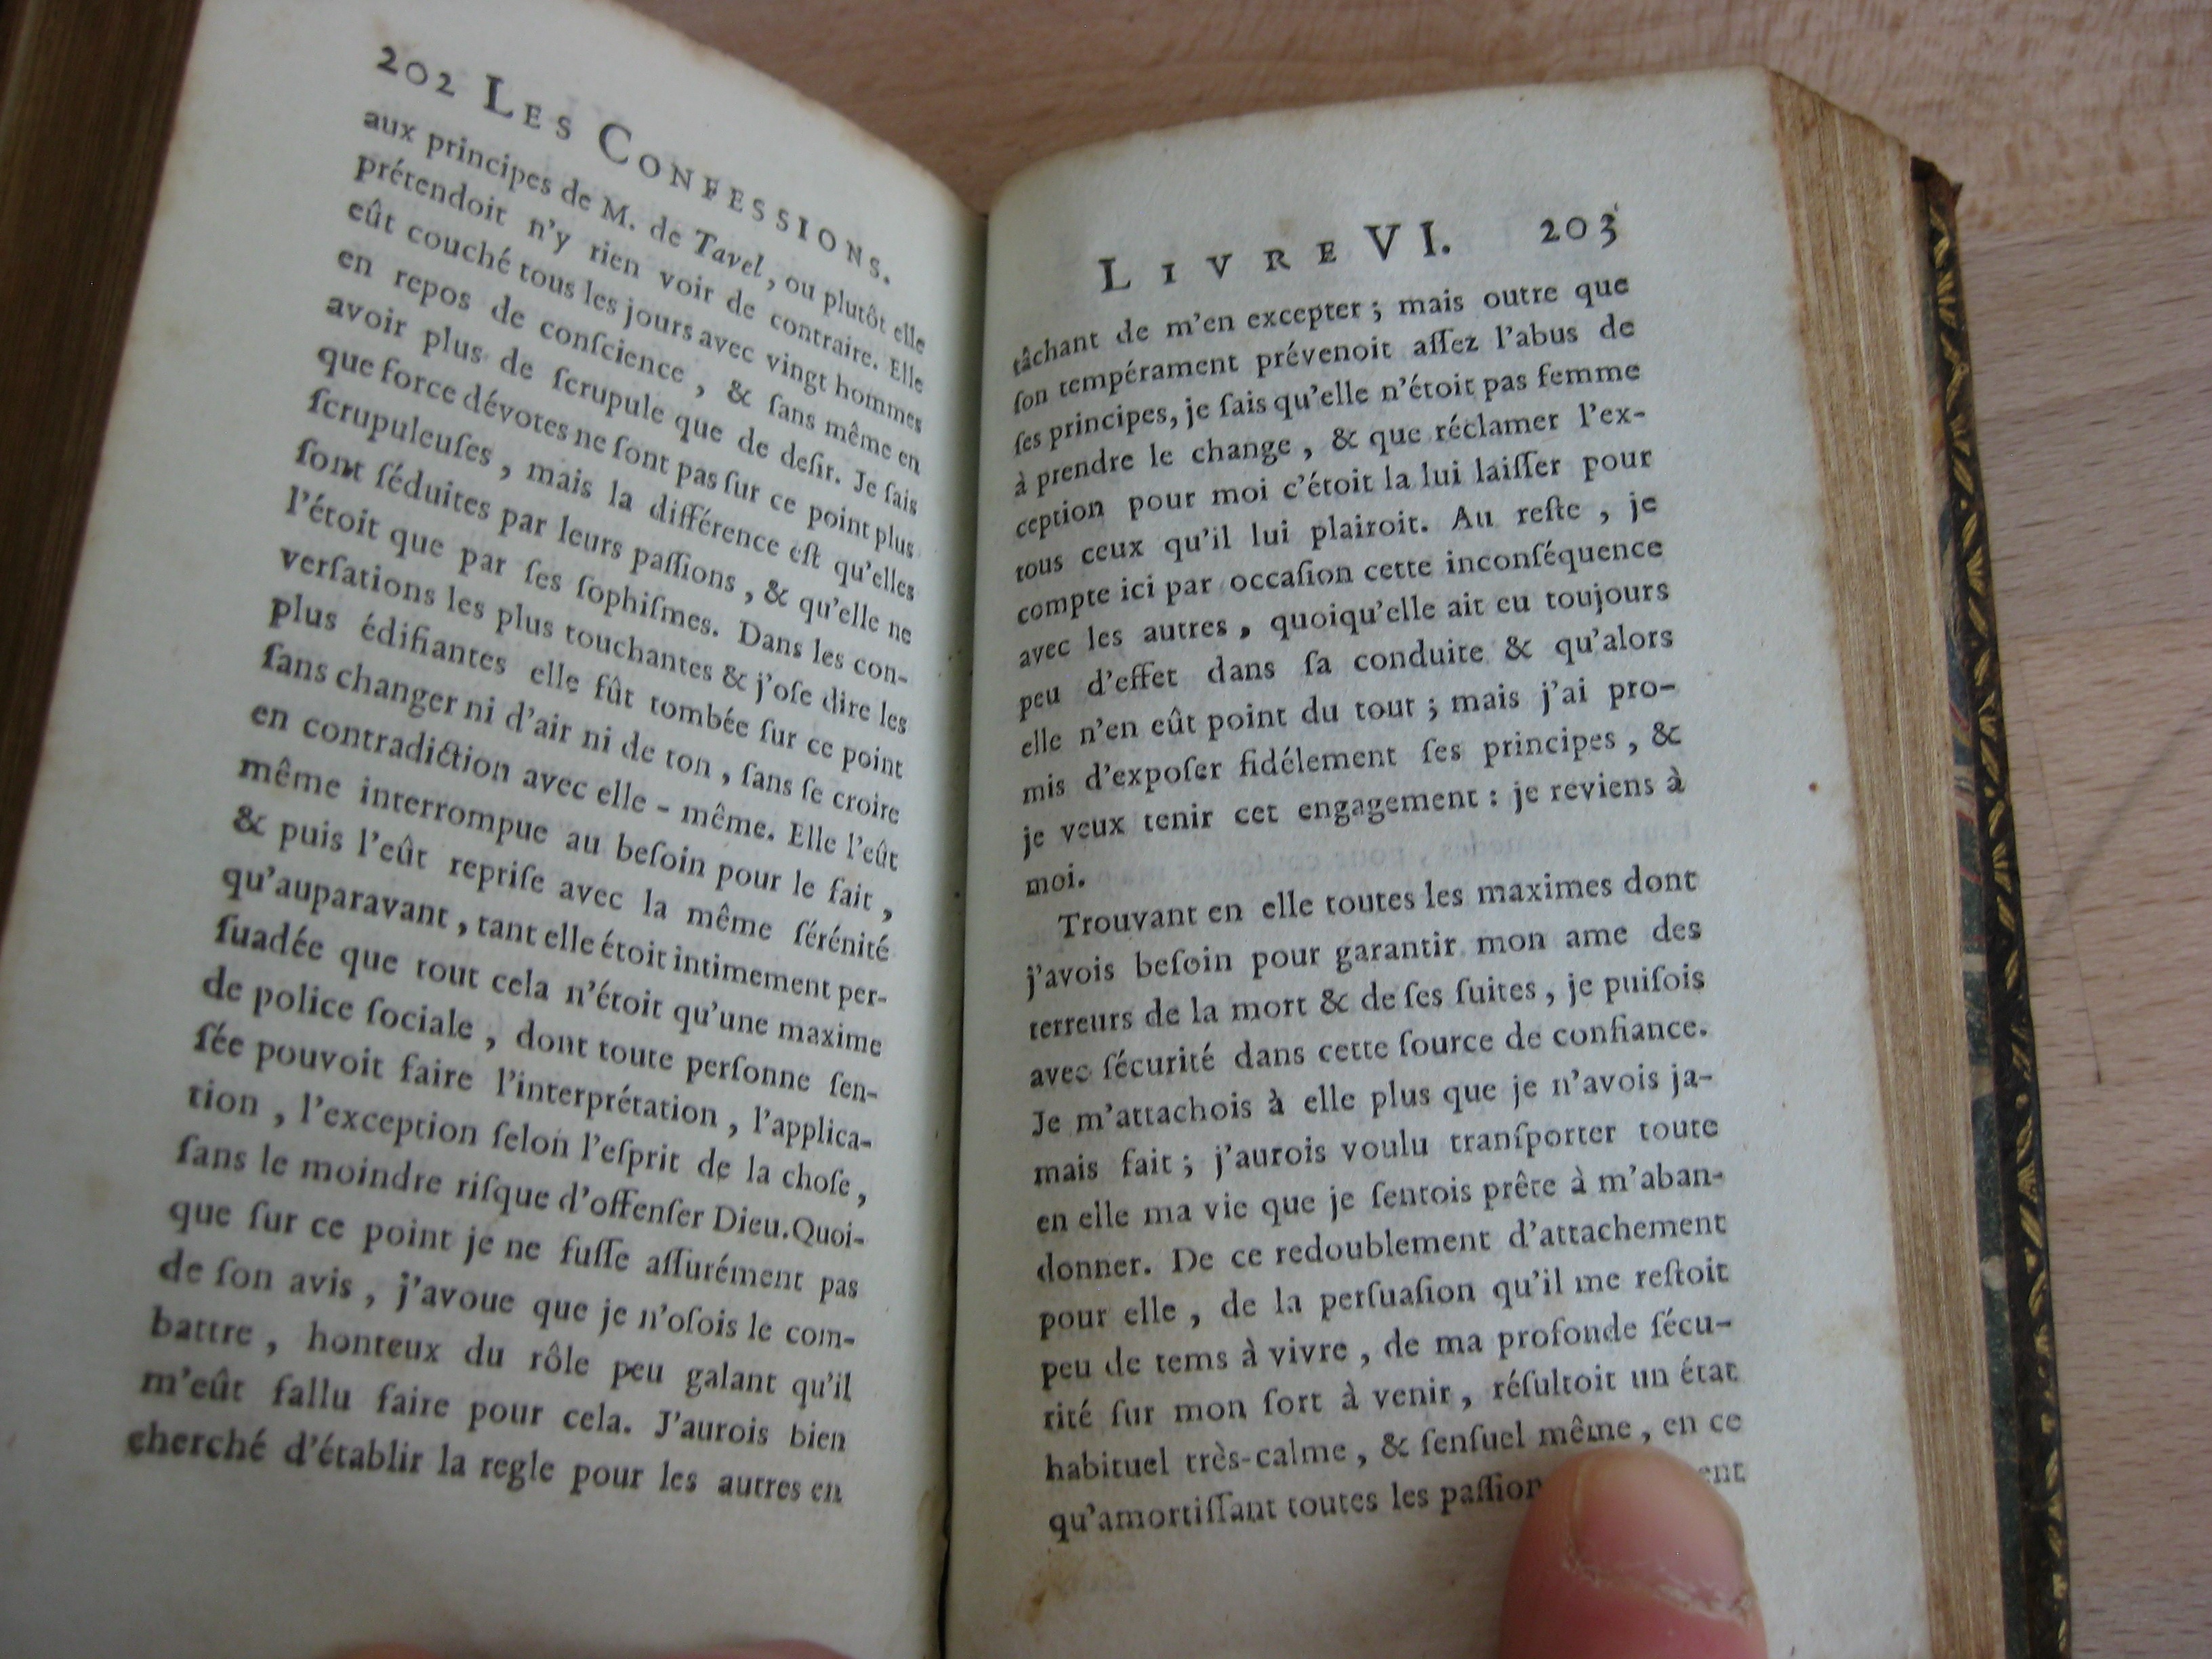 202 LES CONFESSIONS.
aux principes de M. de Tavel, ou plutôt elle
prétendoit n'y rien voir de contraire. Elle
eût couché tous les jours avec vingt hommes
en repos de conſcience, & ſans même en
avoir plus de ſcrupule que de deſir. Je ſais
que force dévotes ne ſont pas ſur ce point plus
ſcrupuleuſes, mais la différence eſt qu'elles
ſont ſéduites par leurs paſſions, & qu'elle ne
l'étoit que par ſes ſophiſmes. Dans les con-
verſations les plus touchantes & j'oſe dire les
plus édifiantes elle fût tombée ſur ce point
ſans changer ni d'air ni de ton, ſans ſe croire
en contradiction avec elle - même. Elle l'eût
même interrompue au beſoin pour le fait,
& puis l'eût repriſe avec la même ſérénité
qu'auparavant, tant elle étoit intimement per-
ſuadée que tout cela n'étoit qu'une maxime
de police ſociale, dont toute perſonne ſen-
ſée pouvoit faire l'interprétation, l'applica-
tion, l'exception ſelon l'eſprit de la choſe,
ſans le moindre riſque d'offenſer Dieu. Quoi-
que ſur ce point je ne fuſſe aſſurément pas
de ſon avis, j'avoue que je n'oſois le com-
battre, honteux du rôle peu galant qu'il
m'eût fallu faire pour cela. J'aurois bien
cherché d'établir la regle pour les autres en
LIVRE VI. 203
tâchant de m'en excepter; mais outre que
ſon tempérament prévenoit aſſez l'abus de
ſes principes, je ſais qu'elle n'étoit pas femme
à prendre le change, & que réclamer l'ex-
ception pour moi c'étoit la lui laiſſer pour
tous ceux qu'il lui plairoit. Au reſte, je
compte ici par occaſion cette inconſéquence
avec les autres, quoiqu'elle ait eu toujours
peu d'effet dans ſa conduite & qu'alors
elle n'en eût point du tout; mais j'ai pro-
mis d'expoſer fidélement ſes principes, &
je veux tenir cet engagement: je reviens à
moi.
Trouvant en elle toutes les maximes dont
j'avois beſoin pour garantir mon ame des
terreurs de la mort & de ſes ſuites, je puiſois
avec ſécurité dans cette ſource de confiance.
Je m'attachois à elle plus que je n'avois ja-
mais fait; j'aurois voulu tranſporter toute
en elle ma vie que je ſentois prête à m'aban-
donner. De ce redoublement d'attachement
pour elle, de la perſuaſion qu'il me reſtoit
peu de tems à vivre, de ma profonde ſécu-
rité ſur mon ſort à venir, réſultoit un état
habituel très-calme, & ſenſuel même, en ce
qu'amortiſſant toutes les